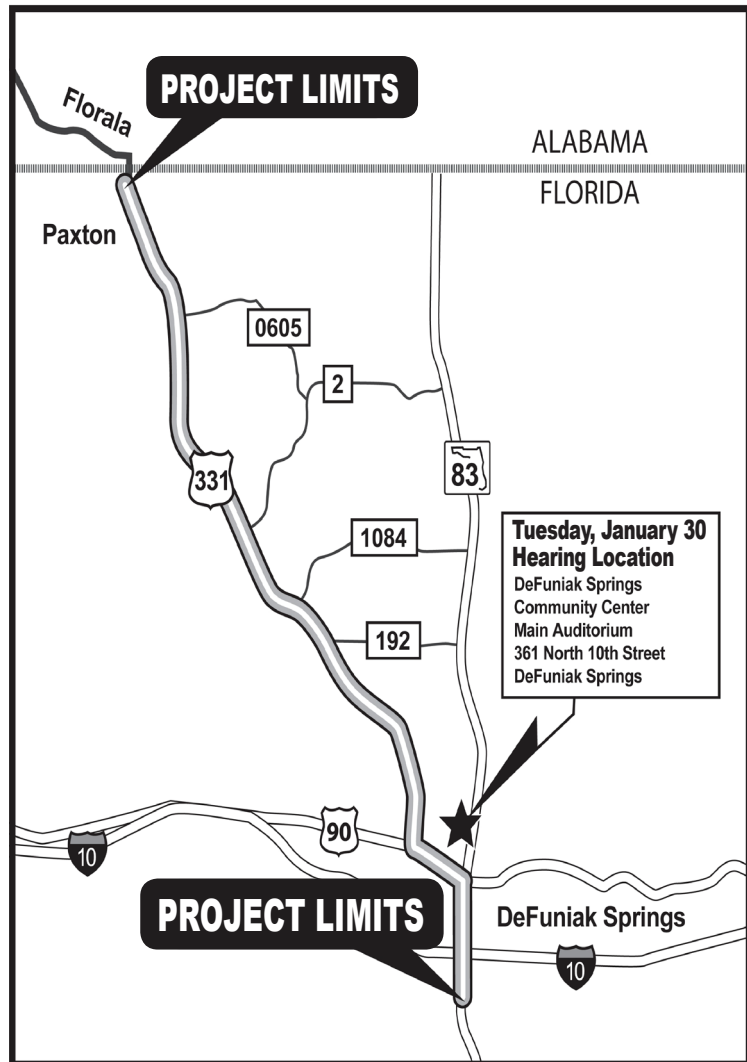 PROJECT LIMITS
Florala
ALABAMA
FLORIDA
Paxton
0605
2
331
83
1084
Tuesday, January 30
Hearing Location
DeFuniak Springs
Community Center
Main Auditorium
361 North 10th Street
DeFuniak Springs
192
90
10
PROJECT LIMITS
DeFuniak Springs
10